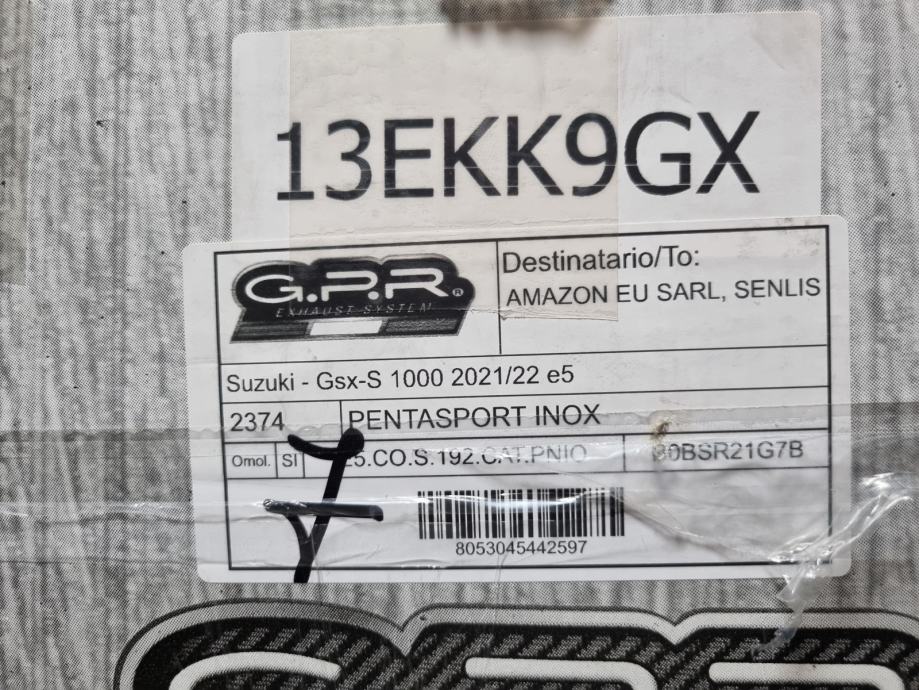 13EKK9GX
G.P.R.®
EXHAUST SYSTEM
Destinatario/To:
AMAZON EU SARL, SENLIS
Suzuki - Gsx-S 1000 2021/22 e5
2374
PENTASPORT INOX
Omol.
SI
5.CO.S.192.CAT.PNIO
0BSR21G7B
8053045442597